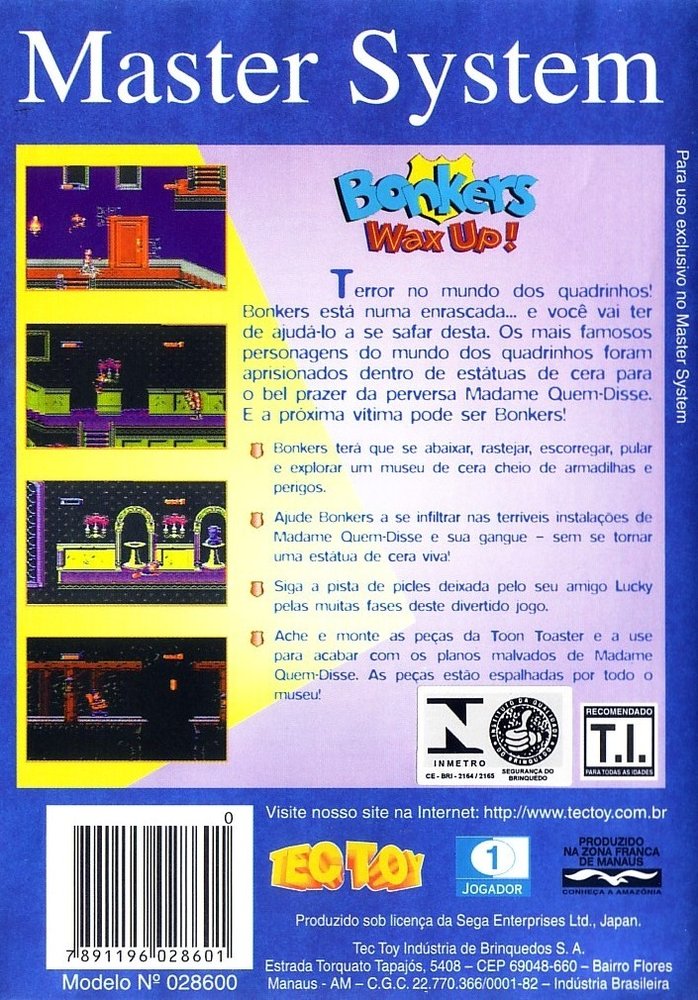 Master System
Para uso exclusivo no Master System
Bonkers
Wax Up!
Terror no mundo dos quadrinhos!
Bonkers está numa enrascada... e você vai ter
de ajudá-lo a se safar desta. Os mais famosos
personagens do mundo dos quadrinhos foram
aprisionados dentro de estátuas de cera para
o bel prazer da perversa Madame Quem-Disse.
E a próxima vítima pode ser Bonkers!
Bonkers terá que se abaixar, rastejar, escorregar, pular
e explorar um museu de cera cheio de armadilhas e
perigos.
Ajude Bonkers a se infiltrar nas terríveis instalações de
Madame Quem-Disse e sua gangue – sem se tornar
uma estátua de cera viva!
Siga a pista de picles deixada pelo seu amigo Lucky
pelas muitas fases deste divertido jogo.
Ache e monte as peças da Toon Toaster e a use
para acabar com os planos malvados de Madame
Quem-Disse. As peças estão espalhadas por todo o
museu!
INMETRO
CE - BRI - 2164 / 2165
INSTITUTO DA QUALIDADE
DO BRINQUEDO
SEGURANÇA DO
BRINQUEDO
RECOMENDADO
T.I.
PARA TODAS AS IDADES
Visite nosso site na Internet: http://www.tectoy.com.br
0
7 891196 028601
Modelo Nº 028600
TEC TOY
1
JOGADOR
PRODUZIDO
NA ZONA FRANCA
DE MANAUS
CONHEÇA A AMAZÔNIA
Produzido sob licença da Sega Enterprises Ltd., Japan.
Tec Toy Indústria de Brinquedos S. A.
Estrada Torquato Tapajós, 5408 – CEP 69048-660 – Bairro Flores
Manaus - AM – C.G.C. 22.770.366/0001-82 – Indústria Brasileira